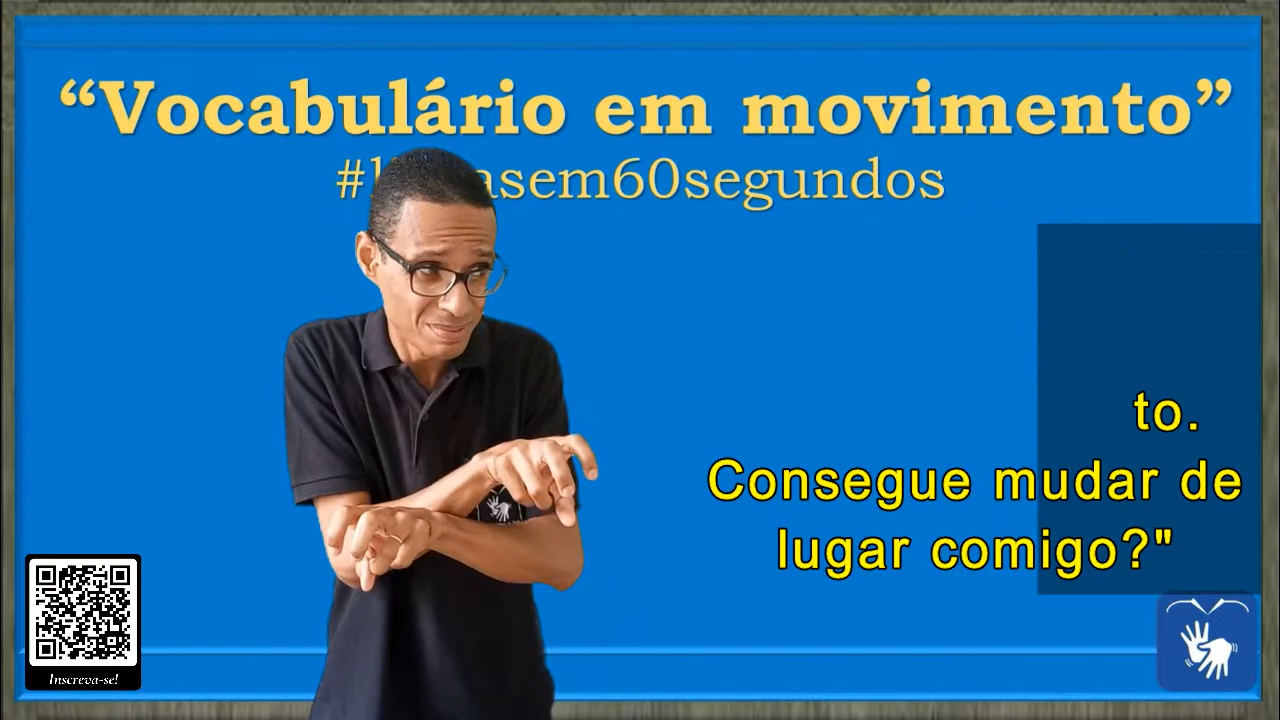 “Vocabulário em movimento”
asem60segundos
to.
Consegue mudar de
lugar comigo?"
Inscreva-se!